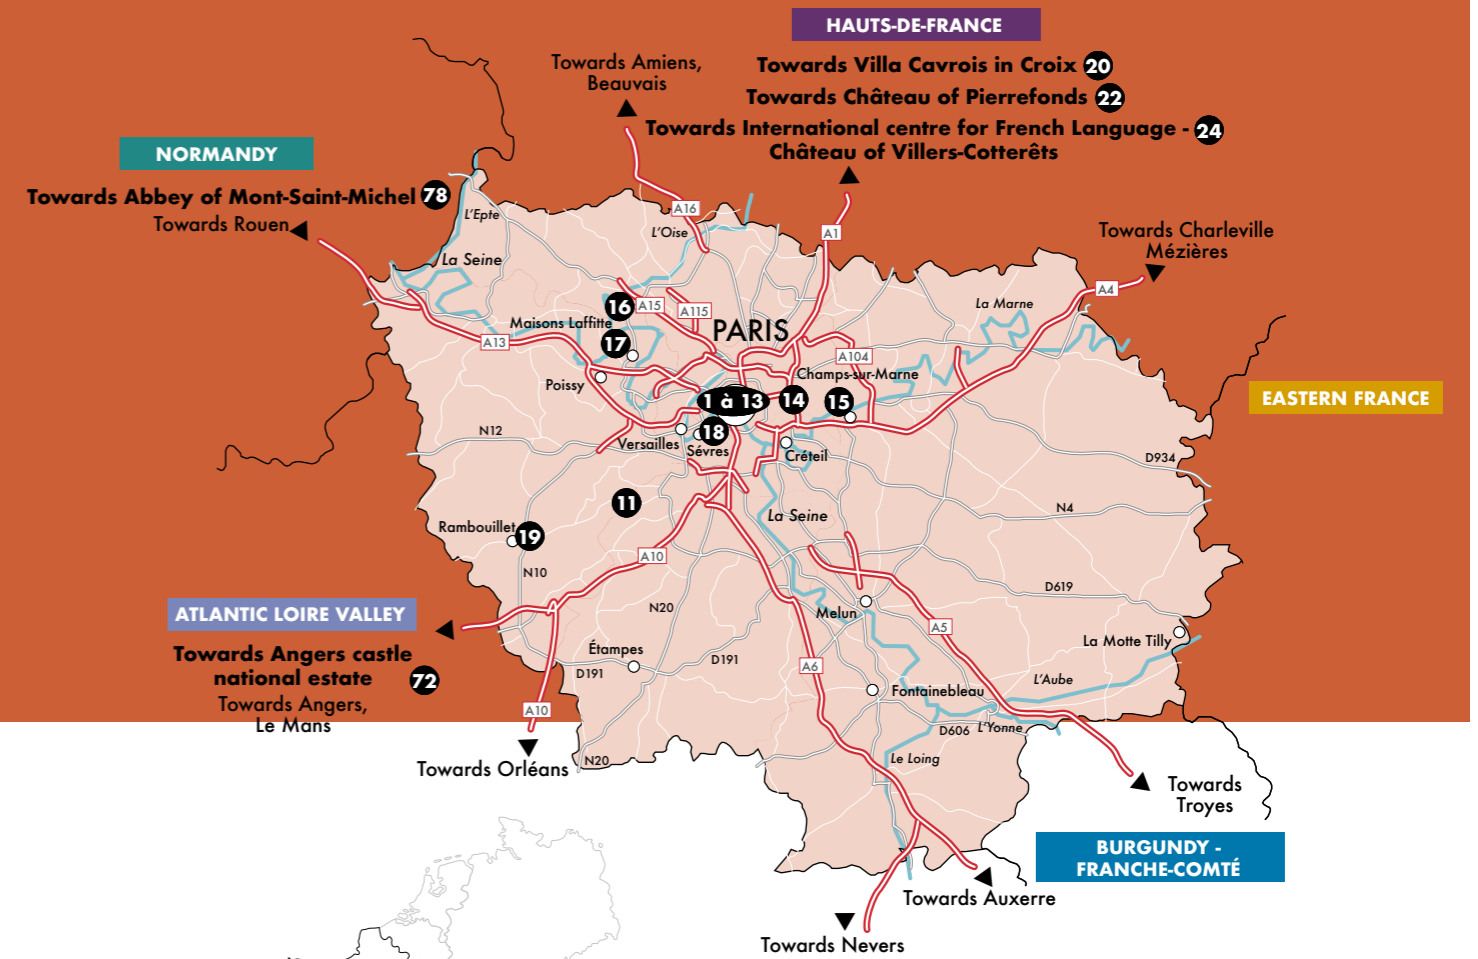 HAUTS-DE-FRANCE
Towards Amiens,
Beauvais
Towards Villa Cavrois in Croix 20
Towards Château of Pierrefonds 22
Towards International centre for French Language - 24
Château of Villers-Cotterêts
NORMANDY
Towards Abbey of Mont-Saint-Michel 78
Towards Rouen
L'Epte
A16
L'Oise
A1
Towards Charleville
Mézières
La Seine
A4
La Marne
16
A15
A115
Maisons Laffitte
PARIS
A13
17
A104
Poissy
Champs-sur-Marne
1 à 13
14
15
EASTERN FRANCE
N12
18
Versailles
Sévres
Créteil
D934
11
N4
La Seine
Rambouillet
19
A10
N10
D619
ATLANTIC LOIRE VALLEY
N20
Melun
A5
Towards Angers castle
national estate 72
Towards Angers,
Le Mans
Étampes
D191
D191
A6
La Motte Tilly
L'Aube
Fontainebleau
A10
D606
L'Yonne
Le Loing
N20
Towards Orléans
Towards
Troyes
BURGUNDY -
FRANCHE-COMTÉ
Towards Auxerre
Towards Nevers